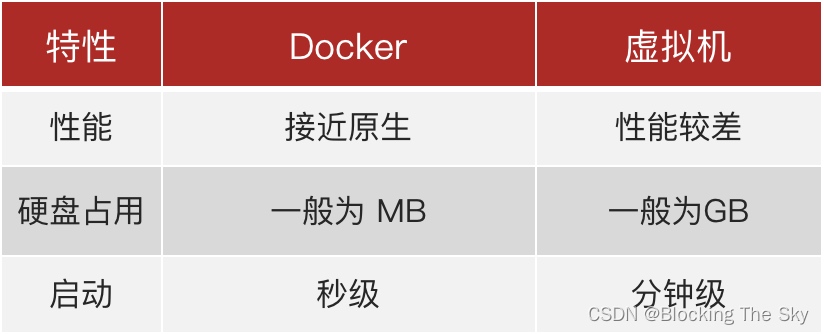 特性 Docker 虚拟机
性能 接近原生 性能较差
硬盘占用 一般为 MB 一般为GB
启动 秒级 分钟级
CSDN @Blocking The Sky